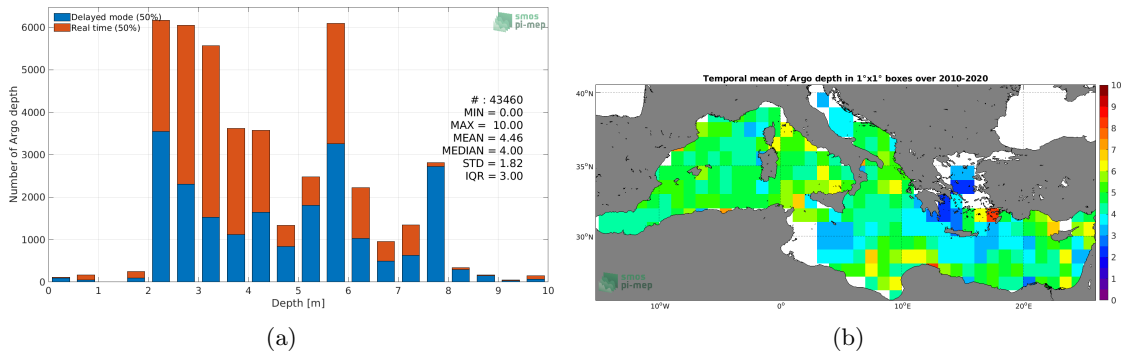 Delayed mode (50%)
Real time (50%)
smos
pi-mep
Number of Argo depth
6000
5000
4000
3000
2000
1000
0
# : 43460
MIN = 0.00
MAX = 10.00
MEAN = 4.46
MEDIAN = 4.00
STD = 1.82
IQR = 3.00
0 1 2 3 4 5 6 7 8 9 10
Depth [m]
(a)
Temporal mean of Argo depth in 1°x1° boxes over 2010-2020
40°N
35°N
30°N
10°W 0° 10°E 20°E
smos
pi-mep
10
9
8
7
6
5
4
3
2
1
0
(b)